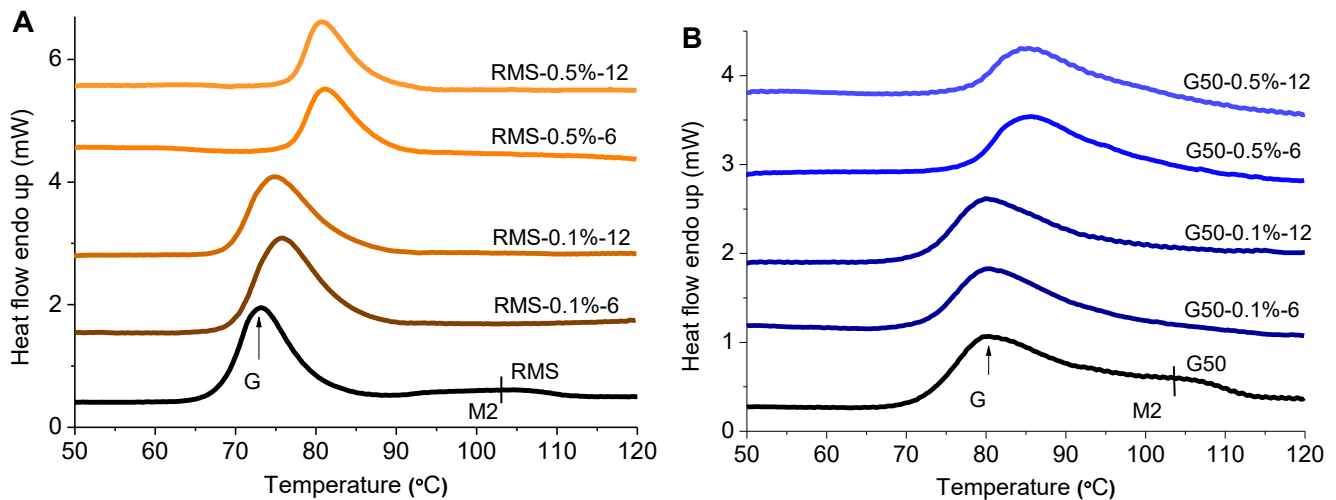 A
Heat flow endo up (mW)
6
4
2
0
RMS-0.5%-12
RMS-0.5%-6
RMS-0.1%-12
RMS-0.1%-6
RMS
G
M2
50 60 70 80 90 100 110 120
Temperature (°C)
B
Heat flow endo up (mW)
4
3
2
1
0
G50-0.5%-12
G50-0.5%-6
G50-0.1%-12
G50-0.1%-6
G50
G
M2
50 60 70 80 90 100 110 120
Temperature (°C)